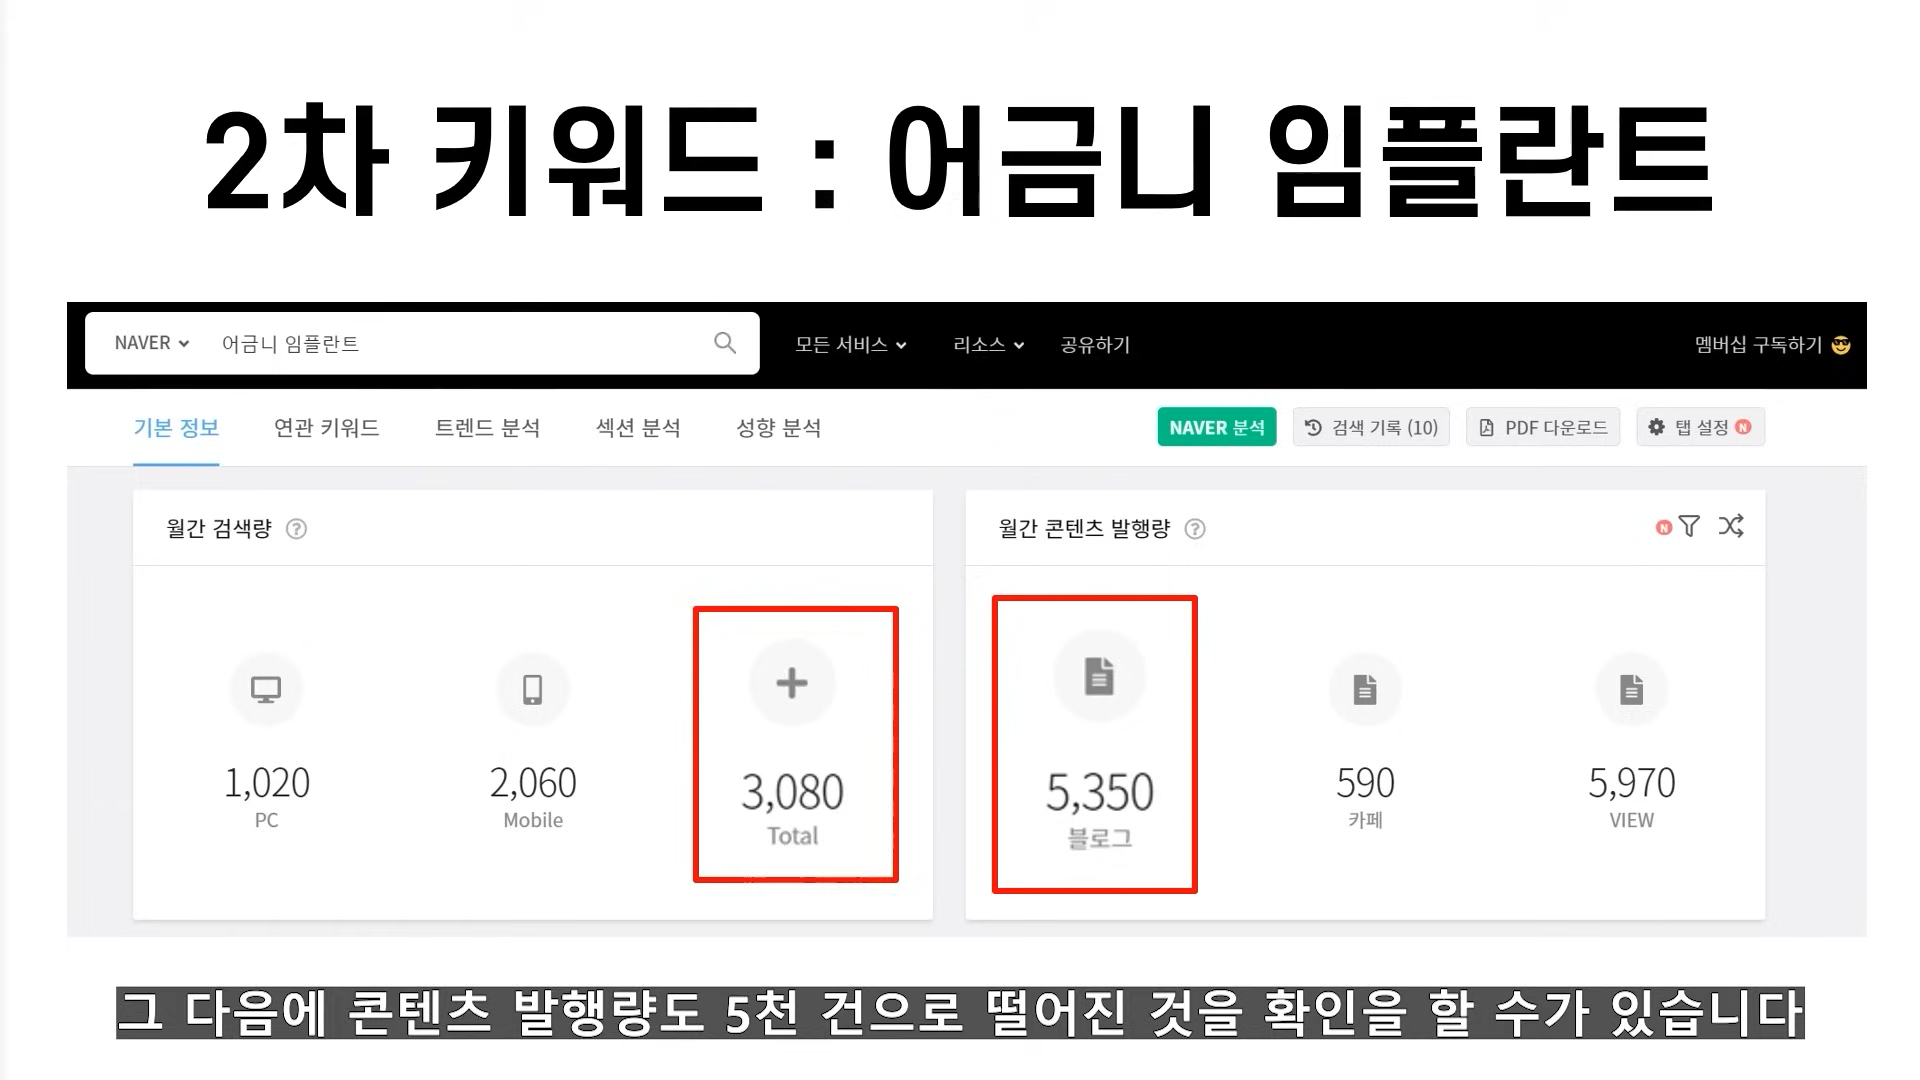 2차 키워드 : 어금니 임플란트
NAVER 어금니 임플란트 모든 서비스 리소스 공유하기 멤버십 구독하기
기본 정보 연관 키워드 트렌드 분석 섹션 분석 성향 분석 NAVER 분석 검색 기록 (10) PDF 다운로드 탭 설정 N
월간 검색량 ? 월간 콘텐츠 발행량 ? N
1,020 2,060 3,080 5,350 590 5,970
PC Mobile Total 블로그 카페 VIEW
그 다음에 콘텐츠 발행량도 5천 건으로 떨어진 것을 확인을 할 수가 있습니다